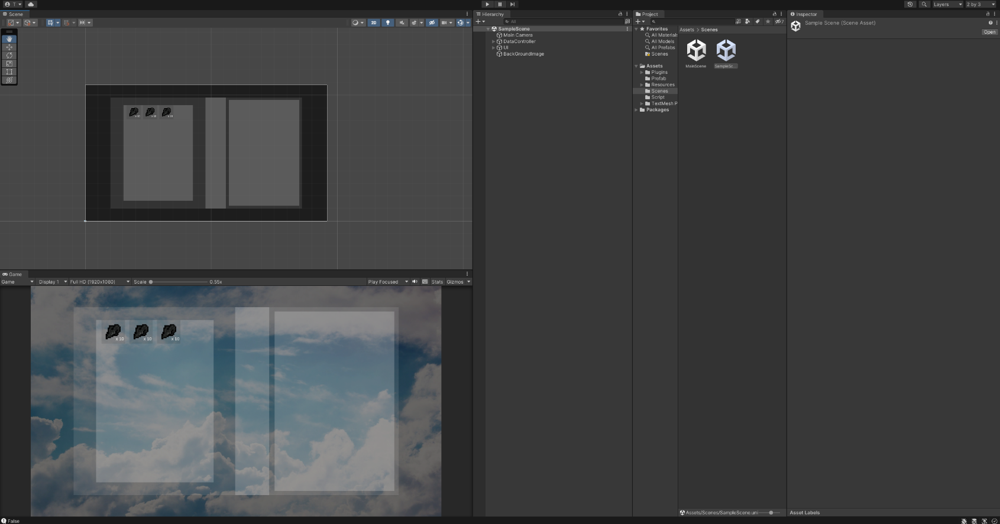 T
Layers
2 by 3
Scene
2D
Hierarchy
All
SampleScene
Main Camera
DataController
UI
BackGroundImage
Project
7
Favorites
All Material
All Models
All Prefabs
Scenes
Assets
Plugins
Prefab
Resources
Scenes
Script
TextMesh P
Packages
Assets > Scenes
MainScene
SampleSc...
Assets/Scenes/SampleScene.uni
Inspector
Sample Scene (Scene Asset)
Open
Asset Labels
x 10
x 10
x 10
Game
Game
Display 1
Full HD (1920x1080)
Scale
0.55x
Play Focused
Stats
Gizmos
x 10
x 10
x 10
False